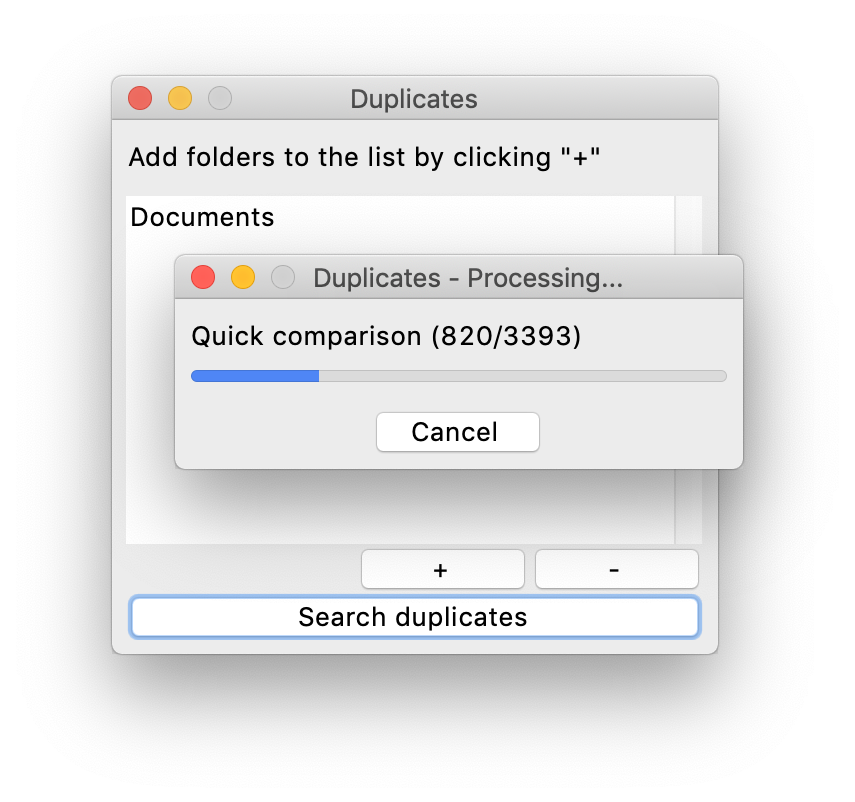 Duplicates
Add folders to the list by clicking "+"
Documents
Duplicates - Processing...
Quick comparison (820/3393)
Cancel
+ -
Search duplicates